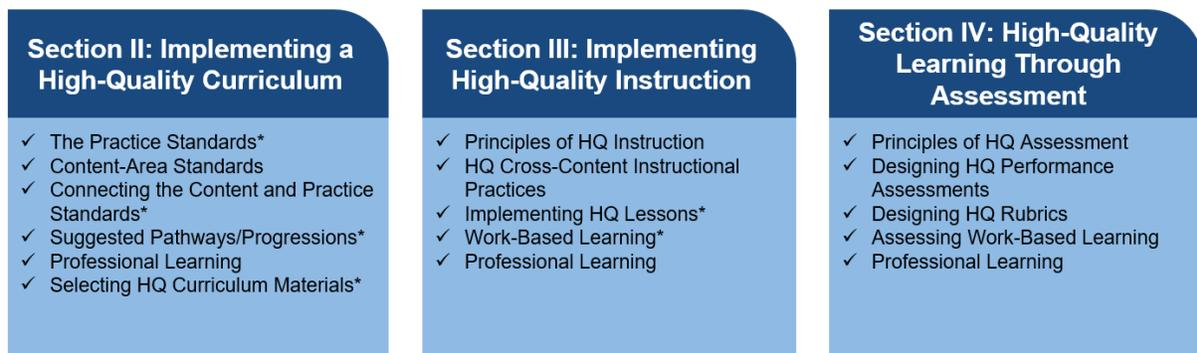 Section II: Implementing a
High-Quality Curriculum
✓ The Practice Standards*
✓ Content-Area Standards
✓ Connecting the Content and Practice
Standards*
✓ Suggested Pathways/Progressions*
✓ Professional Learning
✓ Selecting HQ Curriculum Materials*
Section III: Implementing
High-Quality Instruction
✓ Principles of HQ Instruction
✓ HQ Cross-Content Instructional
Practices
✓ Implementing HQ Lessons*
✓ Work-Based Learning*
✓ Professional Learning
Section IV: High-Quality
Learning Through
Assessment
✓ Principles of HQ Assessment
✓ Designing HQ Performance
Assessments
✓ Designing HQ Rubrics
✓ Assessing Work-Based Learning
✓ Professional Learning